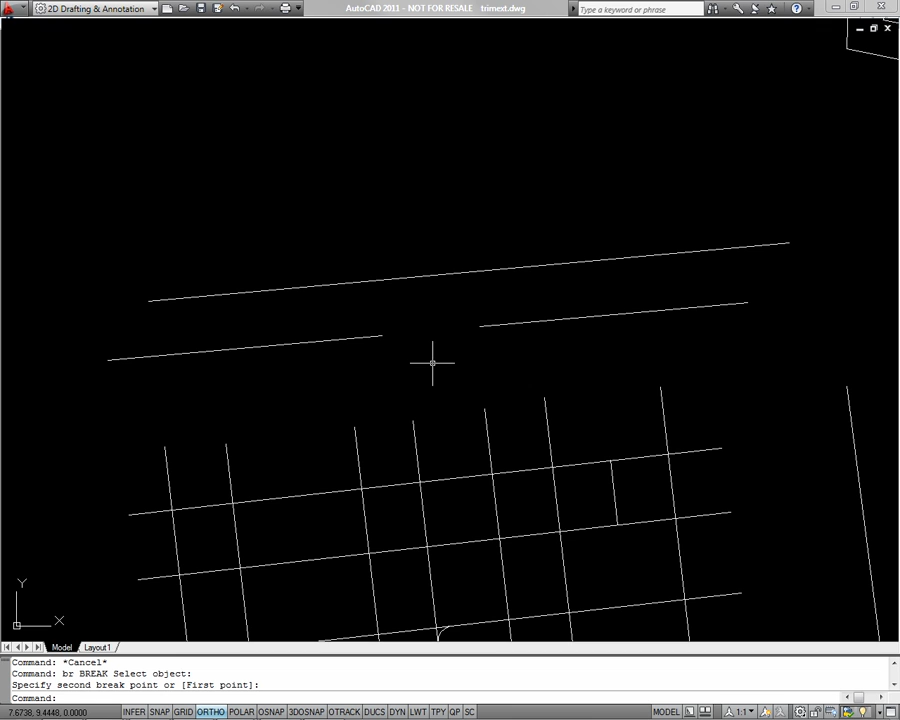 2D Drafting & Annotation
AutoCAD 2011 - NOT FOR RESALE trimext.dwg
Type a keyword or phrase
Y
X
Model
Layout1
Command: *Cancel*
Command: br BREAK Select object:
Specify second break point or [First point]:
Command:
7.6738, 9.4448, 0.0000
INFER SNAP GRID ORTHO POLAR OSNAP 3DOSNAP OTRACK DUCS DYN LWT TPY QP SC
MODEL
1:1